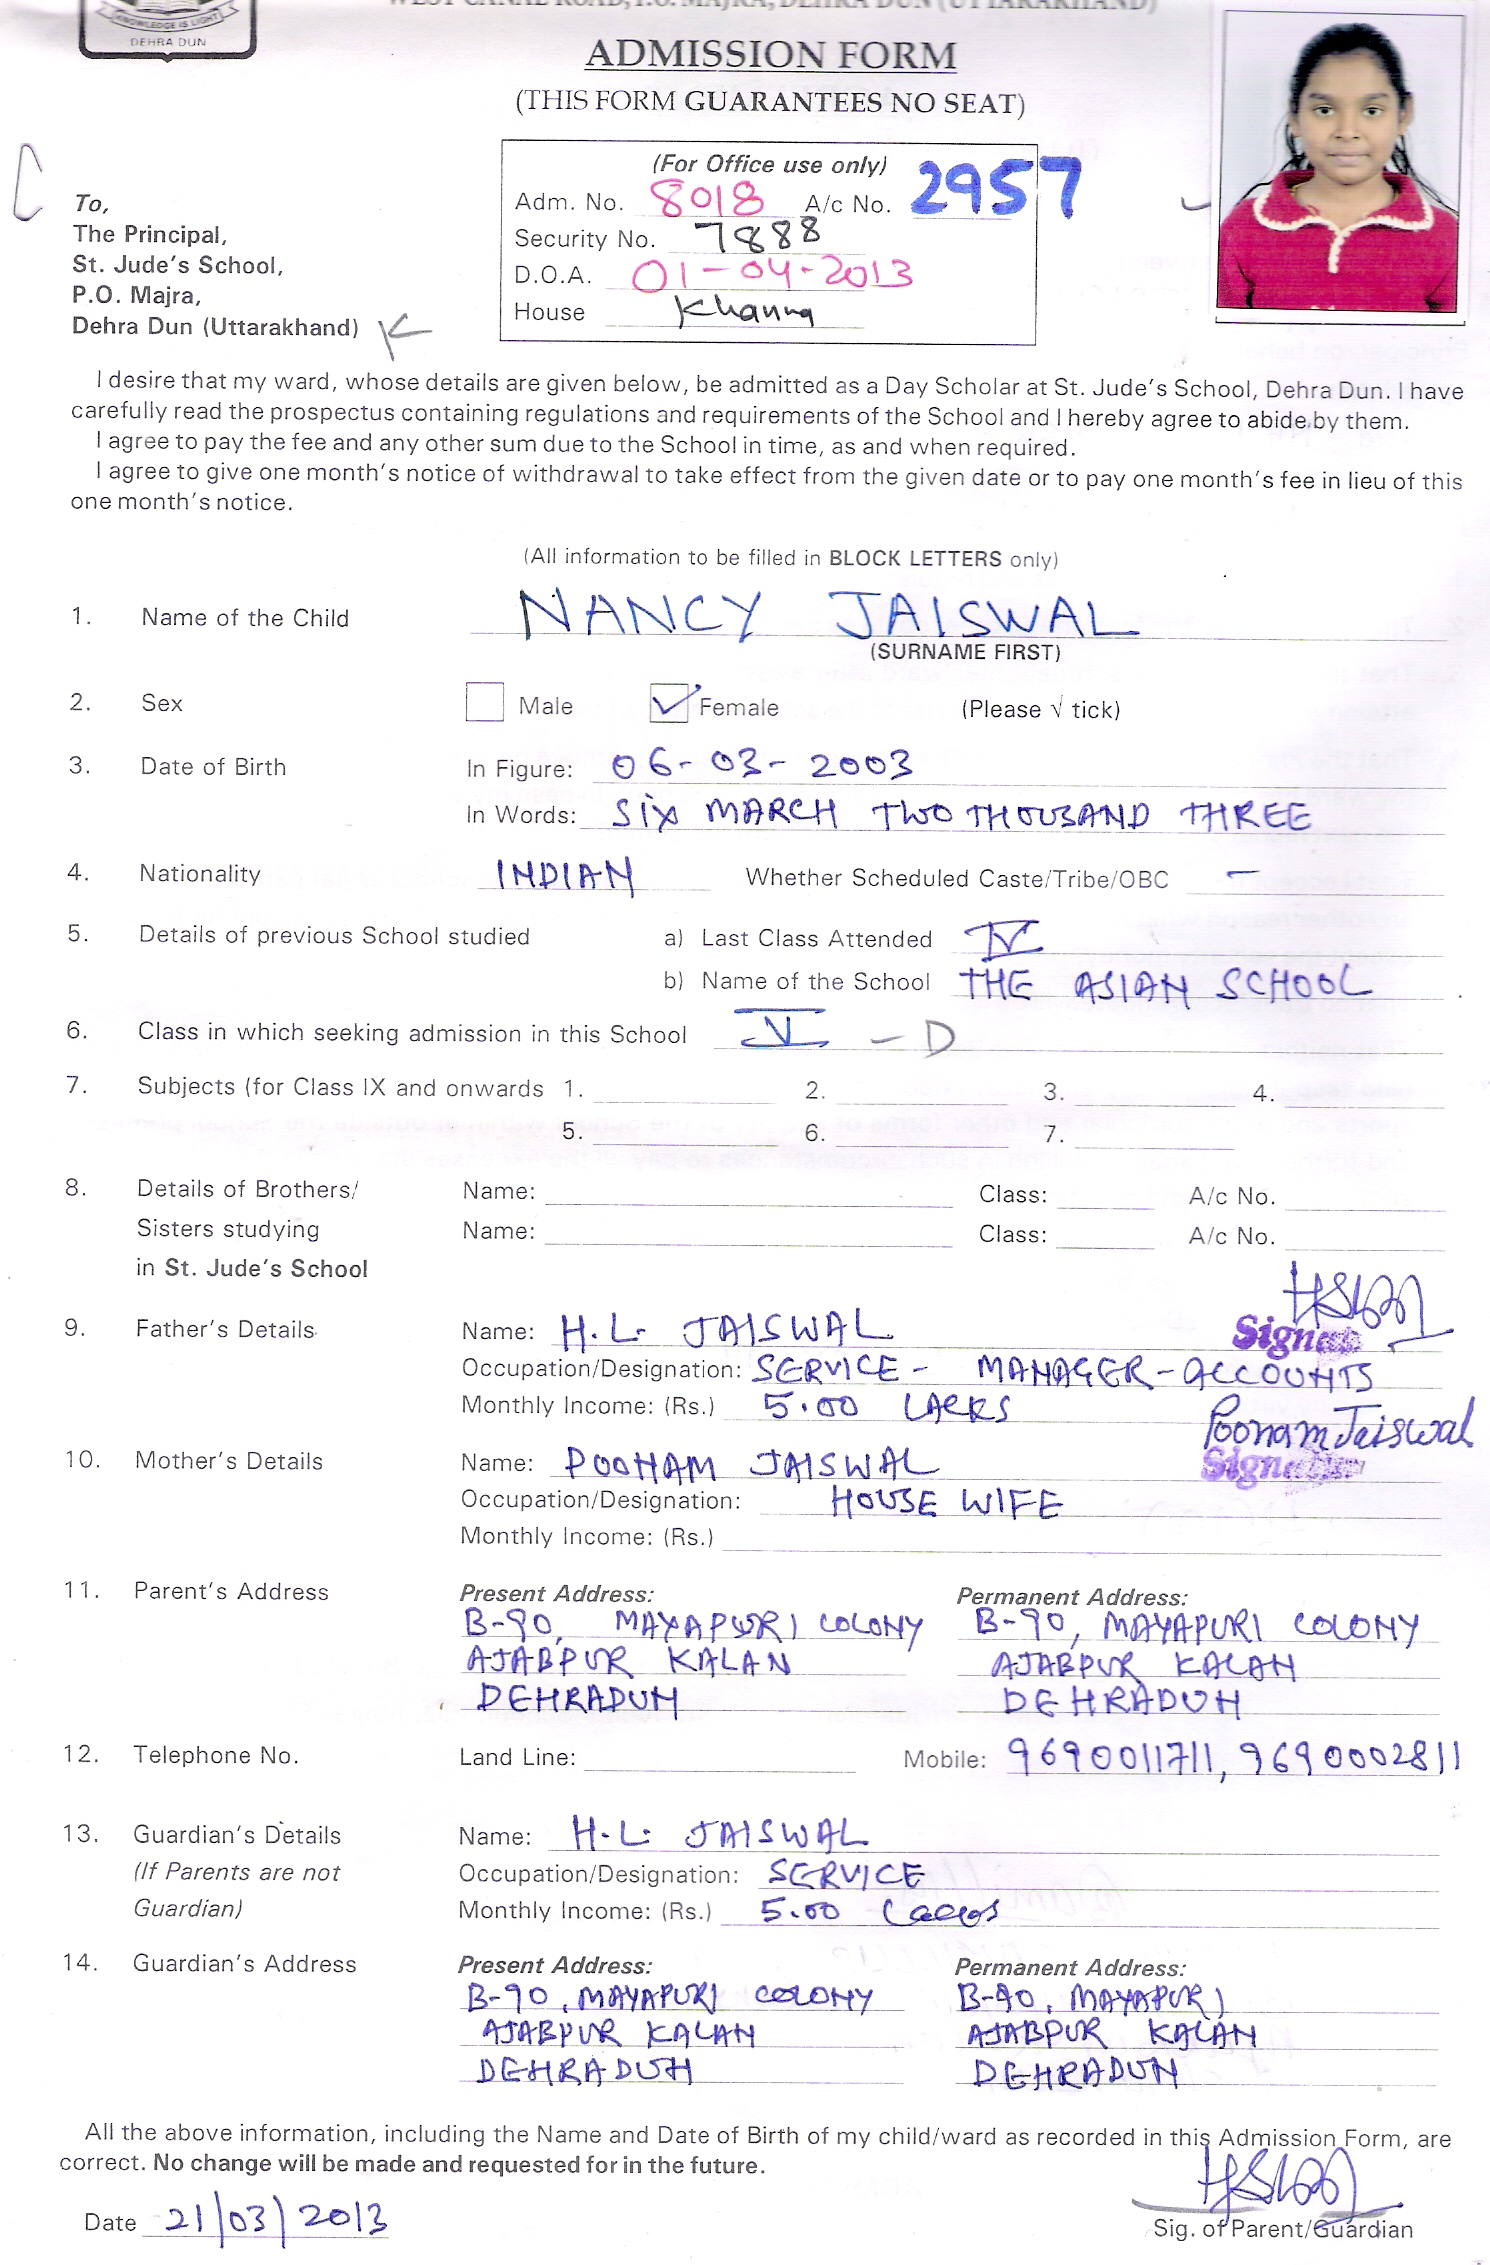 WEST CANAL ROAD, P.O. MAJRA, DEHRA DUN (UTTARAKHAND)
KNOWLEDGE IS LIGHT
DEHRA DUN
ADMISSION FORM
(THIS FORM GUARANTEES NO SEAT)
(For Office use only)
Adm. No. 8018 A/c No. 2957
Security No. 7888
D.O.A. 01-04-2013
House Khanna
To,
The Principal,
St. Jude's School,
P.O. Majra,
Dehra Dun (Uttarakhand)
I desire that my ward, whose details are given below, be admitted as a Day Scholar at St. Jude's School, Dehra Dun. I have
carefully read the prospectus containing regulations and requirements of the School and I hereby agree to abide by them.
I agree to pay the fee and any other sum due to the School in time, as and when required.
I agree to give one month's notice of withdrawal to take effect from the given date or to pay one month's fee in lieu of this
one month's notice.
(All information to be filled in BLOCK LETTERS only)
1. Name of the Child NANCY JAISWAL
(SURNAME FIRST)
2. Sex Male Female (Please √ tick)
3. Date of Birth In Figure: 06-03-2003
In Words: SIX MARCH TWO THOUSAND THREE
4. Nationality INDIAN Whether Scheduled Caste/Tribe/OBC -
5. Details of previous School studied a) Last Class Attended IV
b) Name of the School THE ASIAN SCHOOL
6. Class in which seeking admission in this School V - D
7. Subjects (for Class IX and onwards 1. 2. 3. 4.
5. 6. 7.
8. Details of Brothers/ Name: Class: A/c No.
Sisters studying Name: Class: A/c No.
in St. Jude's School
9. Father's Details Name: H.L. JAISWAL
Occupation/Designation: SERVICE - MANAGER-ACCOUNTS
Monthly Income: (Rs.) 5.00 LACKS
Poonam Jaiswal
10. Mother's Details Name: POONAM JAISWAL
Occupation/Designation: HOUSE WIFE
Monthly Income: (Rs.)
11. Parent's Address Present Address: Permanent Address:
B-90, MAYAPURI COLONY B-90, MAYAPURI COLONY
AJABPUR KALAN AJABPUR KALAN
DEHRADUN DEHRADUN
12. Telephone No. Land Line: Mobile: 9690011711, 9690002811
13. Guardian's Details Name: H.L. JAISWAL
(If Parents are not Occupation/Designation: SERVICE
Guardian) Monthly Income: (Rs.) 5.00
14. Guardian's Address Present Address: Permanent Address:
B-90, MAYAPURI COLONY B-90, MAYAPURI
AJABPUR KALAN AJABPUR KALAN
DEHRADUN DEHRADUN
All the above information, including the Name and Date of Birth of my child/ward as recorded in this Admission Form, are
correct. No change will be made and requested for in the future.
Date 21/03/2013
Sig. of Parent/Guardian